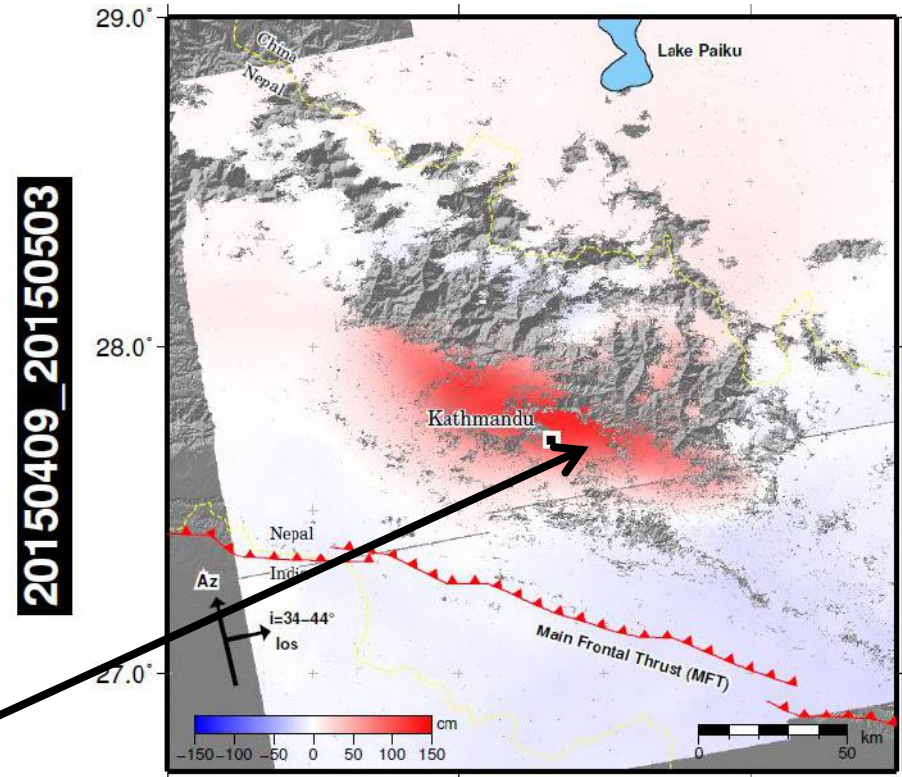 20150409_20150503
29.0°
Lake Paiku
China
Nepal
28.0°
Kathmandu
Nepal
Indi
Az
i=34−44°
los
27.0°
Main Frontal Thrust (MFT)
cm
−150 −100 −50 0 50 100 150
km
0 50